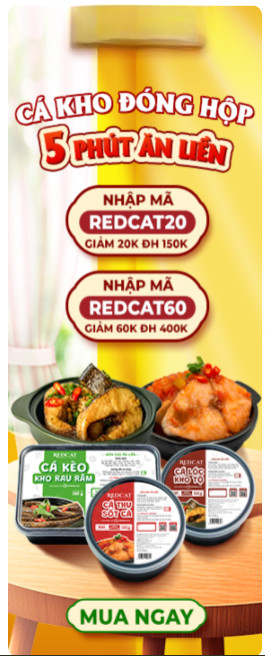 CÁ KHO ĐÓNG HỘP
5 PHÚT ĂN LIỀN
NHẬP MÃ
REDCAT20
GIẢM 20K ĐH 150K
NHẬP MÃ
REDCAT60
GIẢM 60K ĐH 400K
REDCAT
CÁ KÈO
KHO RAU RĂM
REDCAT
CÁ LÓC
KHO TỘ
REDCAT
CÁ THU
SỐT CÀ
MUA NGAY